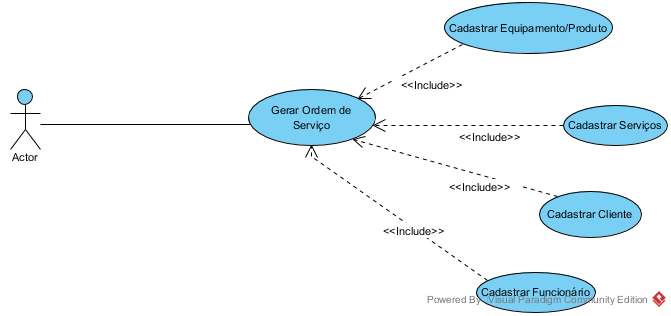 Cadastrar Equipamento/Produto
<<Include>>
Gerar Ordem de
Serviço
Cadastrar Serviços
<<Include>>
Actor
<<Include>>
Cadastrar Cliente
<<Include>>
Cadastrar Funcionário
Powered By Visual Paradigm Community Edition